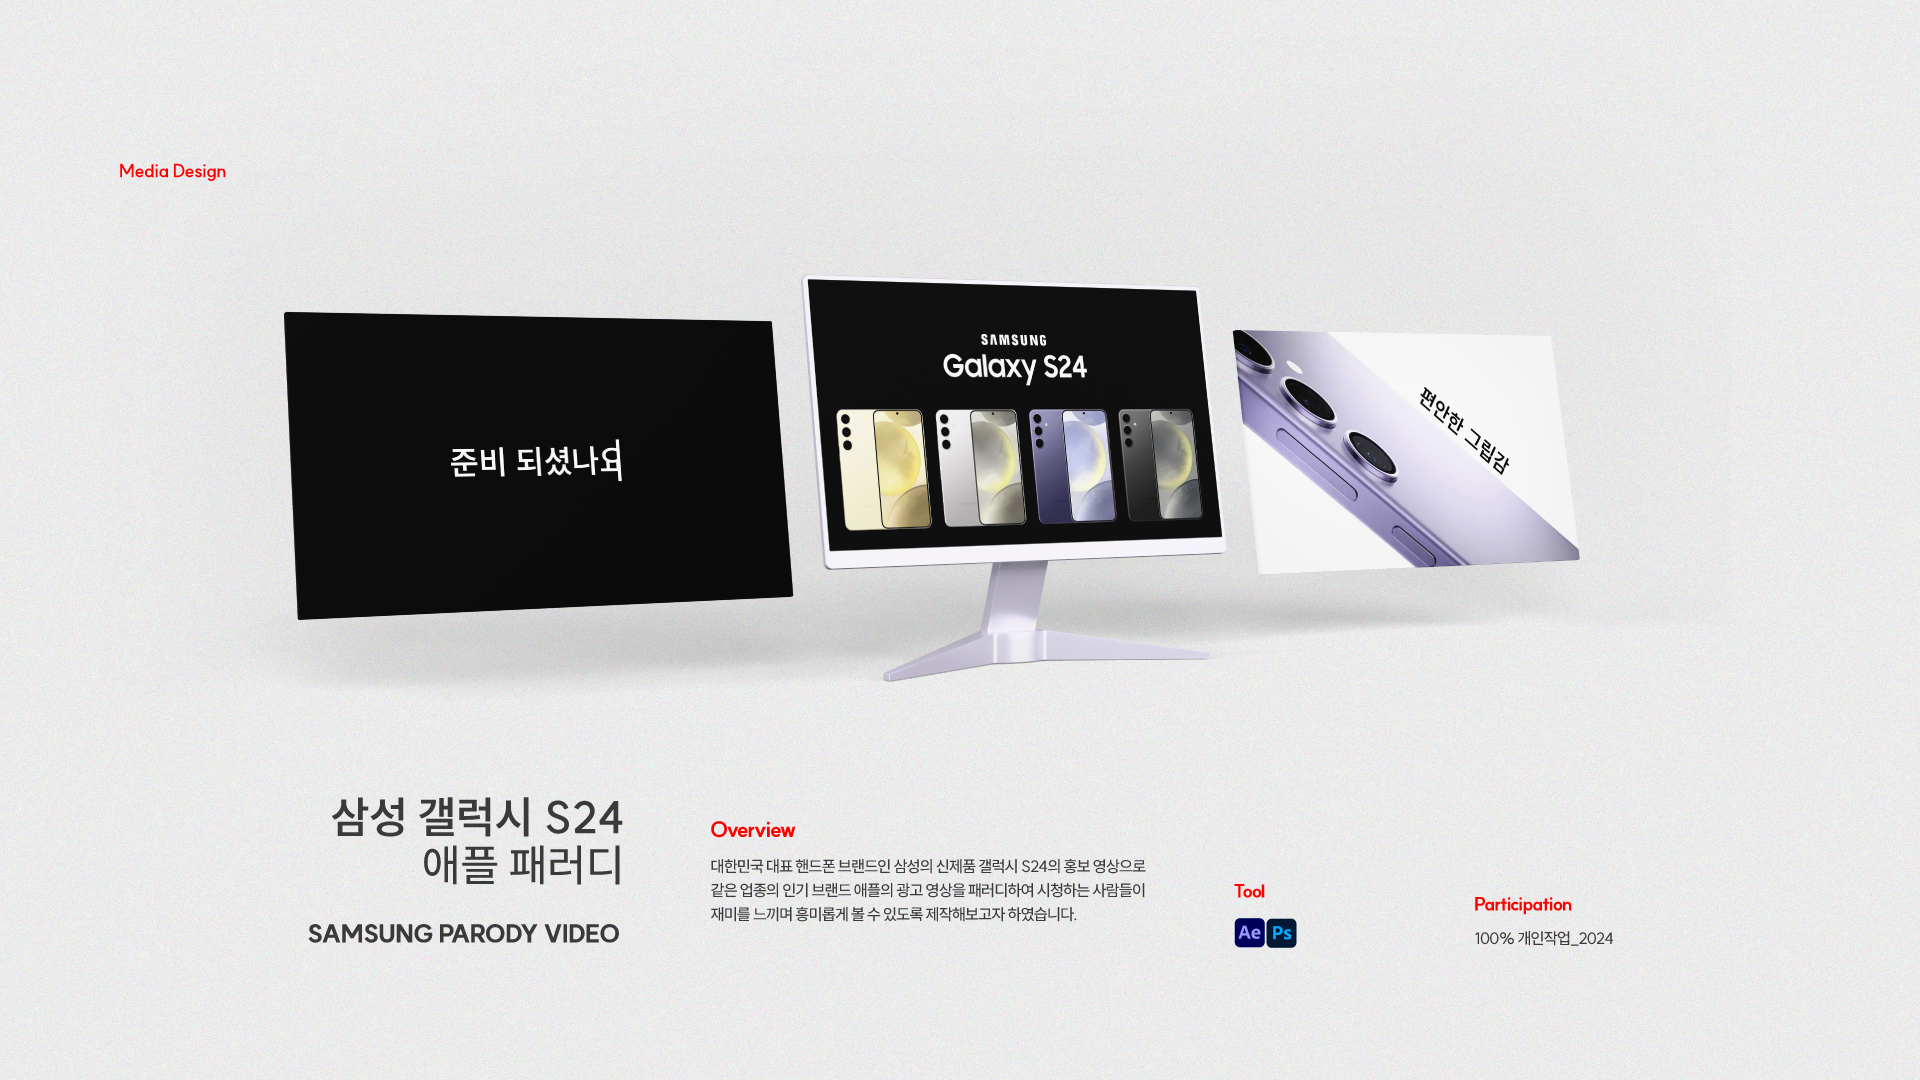 Media Design
준비 되셨나요
SAMSUNG
Galaxy S24
편안한 그립감
삼성 갤럭시 S24
애플 패러디
SAMSUNG PARODY VIDEO
Overview
대한민국 대표 핸드폰 브랜드인 삼성의 신제품 갤럭시 S24의 홍보 영상으로
같은 업종의 인기 브랜드 애플의 광고 영상을 패러디하여 시청하는 사람들이
재미를 느끼며 흥미롭게 볼 수 있도록 제작해보고자 하였습니다.
Tool
Ae Ps
Participation
100% 개인작업_2024